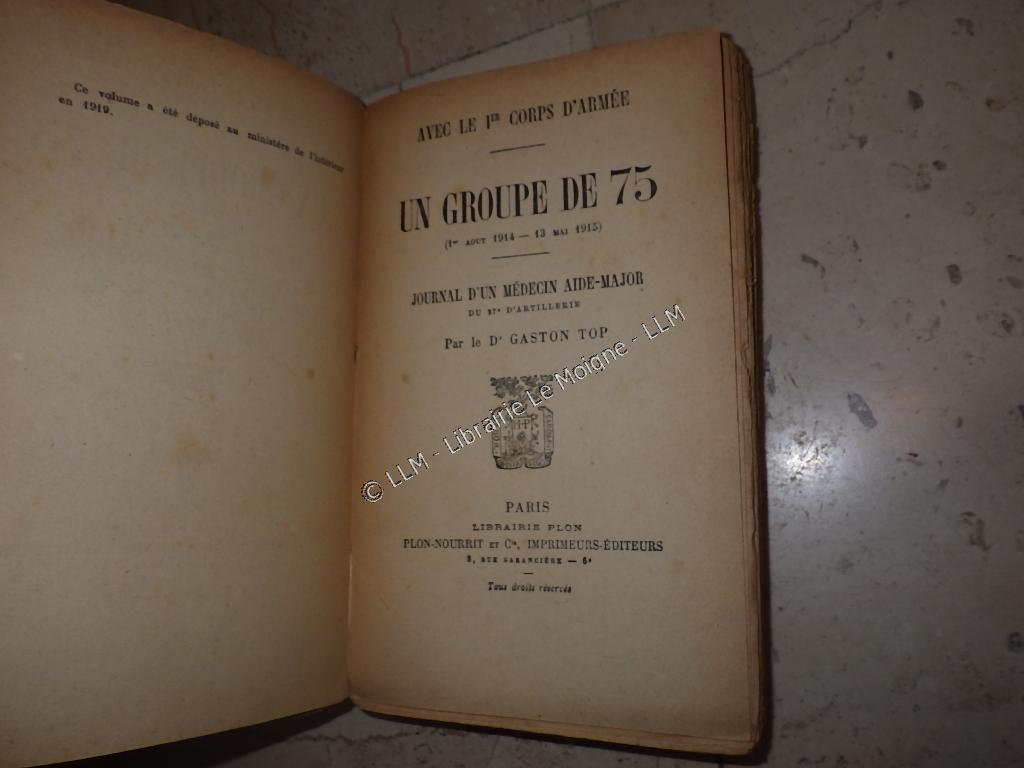 Ce volume a été déposé au ministère de l'intérieur
en 1919.
AVEC LE 1ER CORPS D'ARMÉE
UN GROUPE DE 75
(1er AOUT 1914 — 13 MAI 1915)
JOURNAL D'UN MÉDECIN AIDE-MAJOR
DU 27e D'ARTILLERIE
Par le Dr GASTON TOP
© LLM - Librairie Le Moigne - LLM
PARIS
LIBRAIRIE PLON
PLON-NOURRIT ET Cie, IMPRIMEURS-ÉDITEURS
8, RUE GARANCIÈRE — 6e
Tous droits réservés